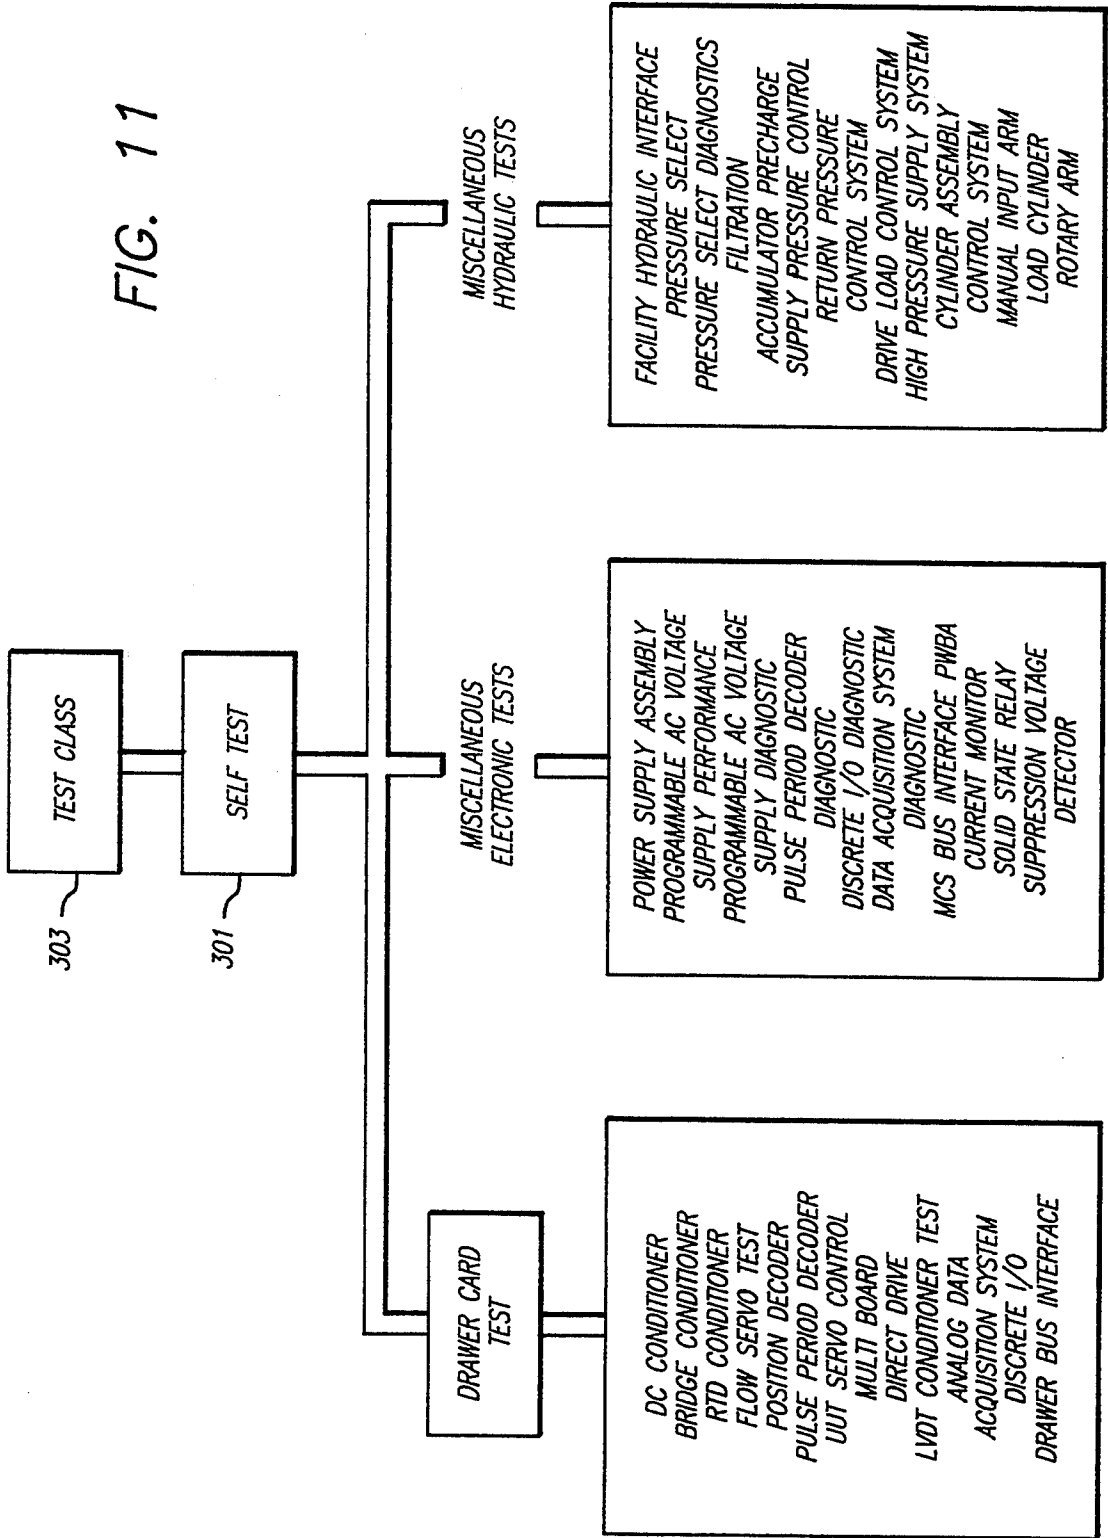 FIG. 11
TEST CLASS
303
SELF TEST
301
DRAWER CARD
TEST
MISCELLANEOUS
ELECTRONIC TESTS
MISCELLANEOUS
HYDRAULIC TESTS
DC CONDITIONER
BRIDGE CONDITIONER
RTD CONDITIONER
FLOW SERVO TEST
POSITION DECODER
PULSE PERIOD DECODER
UUT SERVO CONTROL
MULTI BOARD
DIRECT DRIVE
LVDT CONDITIONER TEST
ANALOG DATA
ACQUISITION SYSTEM
DISCRETE I/O
DRAWER BUS INTERFACE
POWER SUPPLY ASSEMBLY
PROGRAMMABLE AC VOLTAGE
SUPPLY PERFORMANCE
PROGRAMMABLE AC VOLTAGE
SUPPLY DIAGNOSTIC
PULSE PERIOD DECODER
DIAGNOSTIC
DISCRETE I/O DIAGNOSTIC
DATA ACQUISITION SYSTEM
DIAGNOSTIC
MCS BUS INTERFACE PWBA
CURRENT MONITOR
SOLID STATE RELAY
SUPPRESSION VOLTAGE
DETECTOR
FACILITY HYDRAULIC INTERFACE
PRESSURE SELECT
PRESSURE SELECT DIAGNOSTICS
FILTRATION
ACCUMULATOR PRECHARGE
SUPPLY PRESSURE CONTROL
RETURN PRESSURE
CONTROL SYSTEM
DRIVE LOAD CONTROL SYSTEM
HIGH PRESSURE SUPPLY SYSTEM
CYLINDER ASSEMBLY
CONTROL SYSTEM
MANUAL INPUT ARM
LOAD CYLINDER
ROTARY ARM